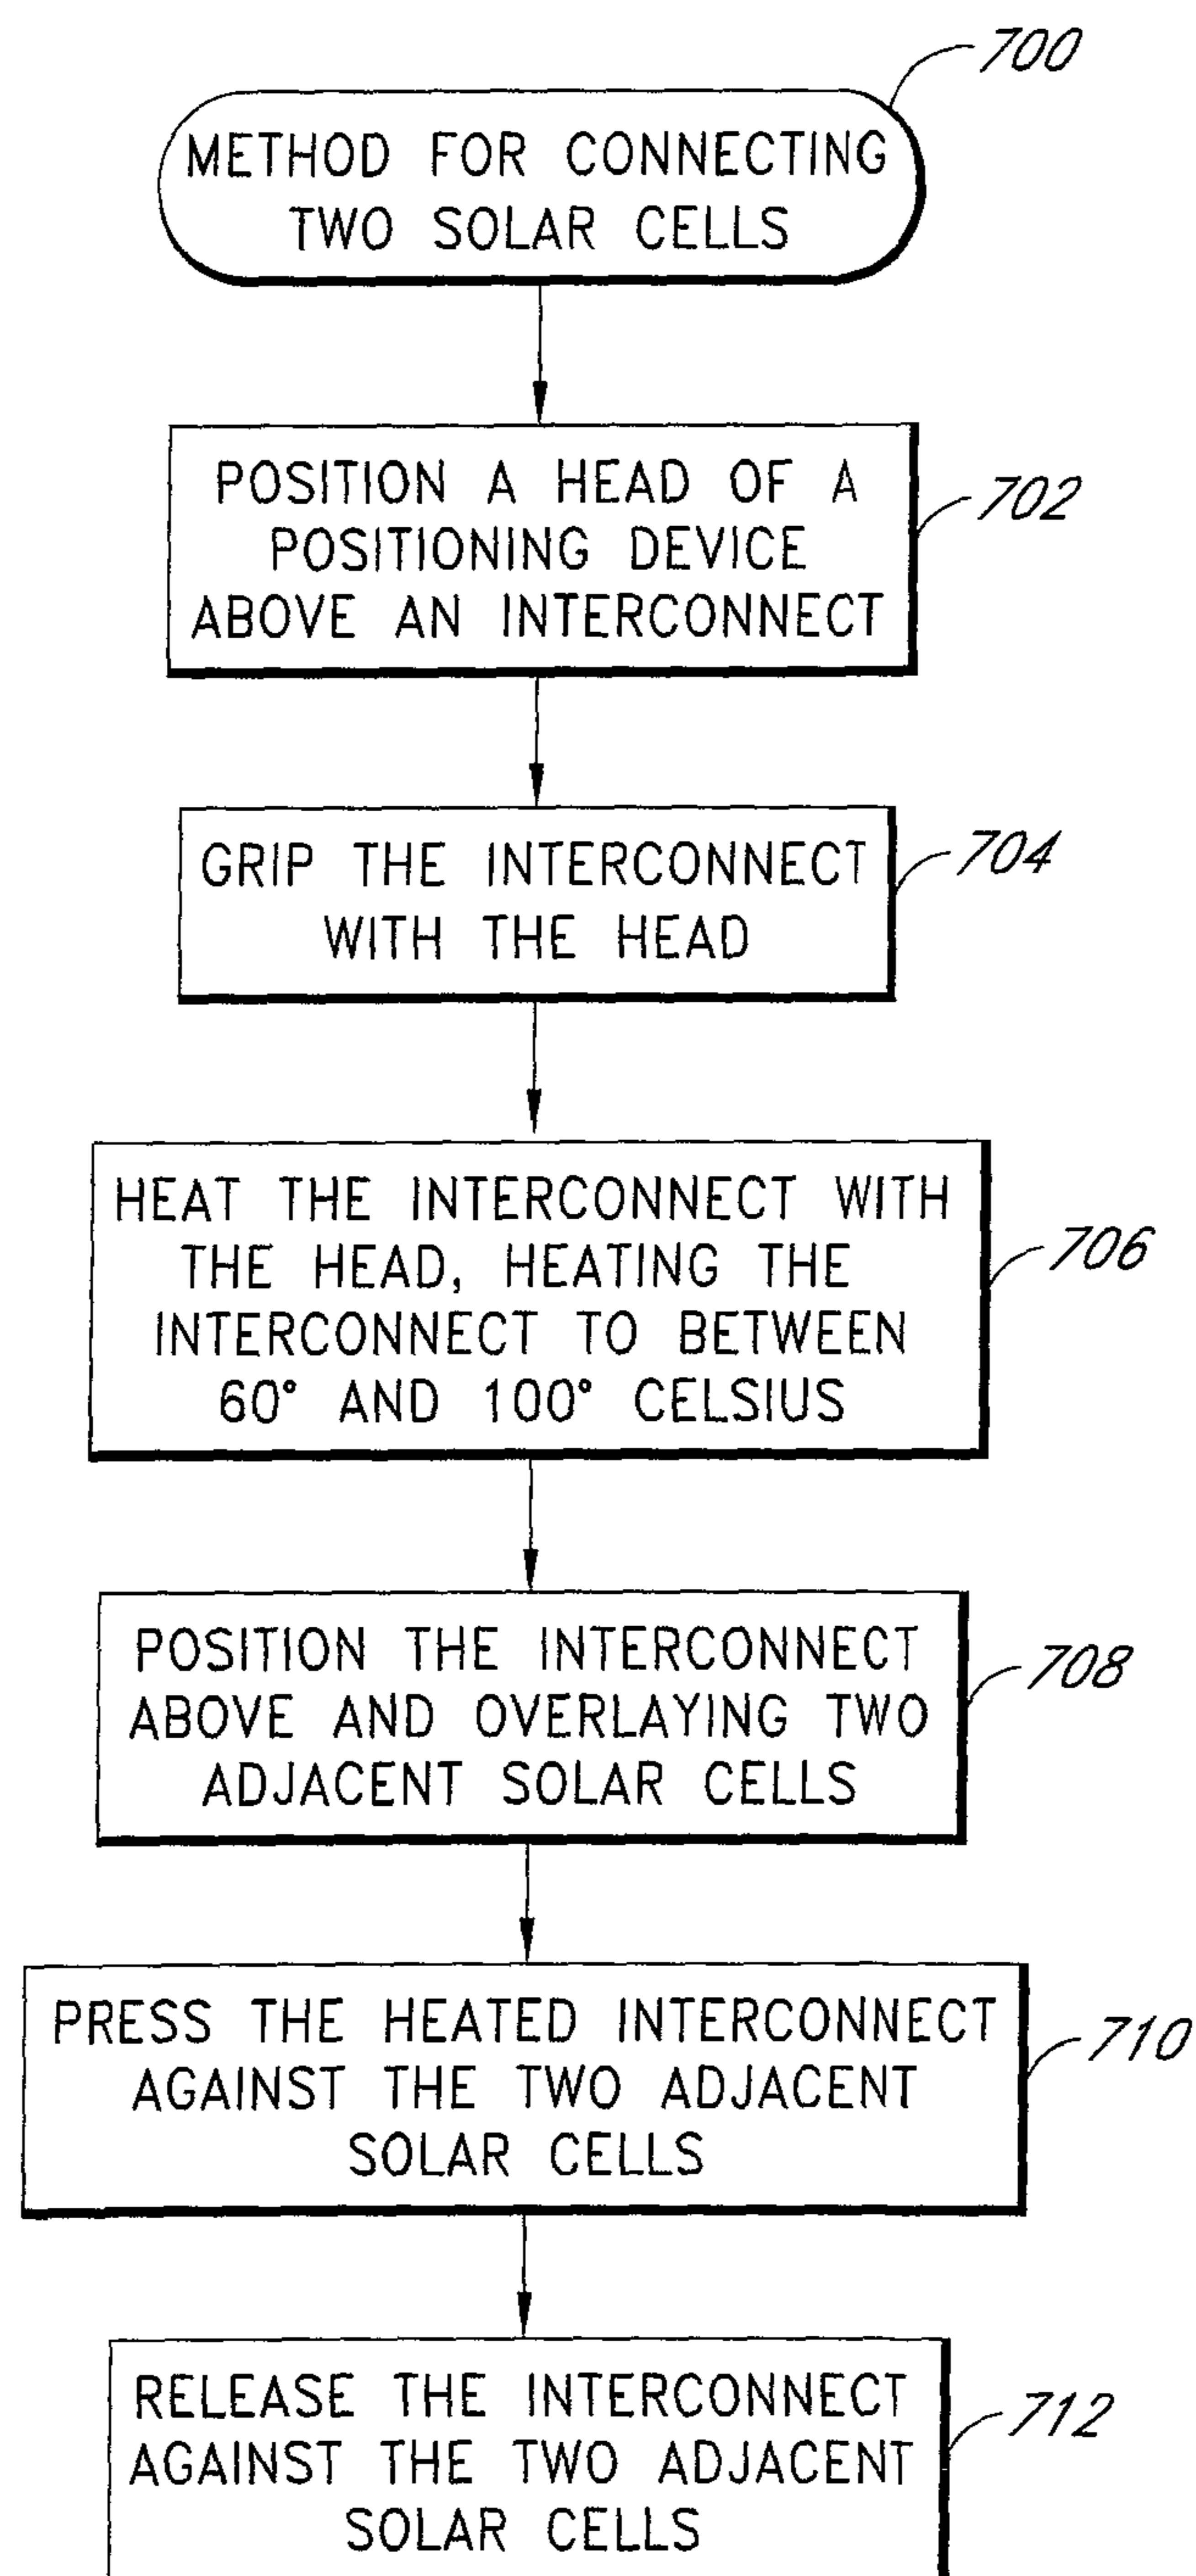 700
METHOD FOR CONNECTING
TWO SOLAR CELLS
POSITION A HEAD OF A
POSITIONING DEVICE
ABOVE AN INTERCONNECT
702
GRIP THE INTERCONNECT
WITH THE HEAD
704
HEAT THE INTERCONNECT WITH
THE HEAD, HEATING THE
INTERCONNECT TO BETWEEN
60° AND 100° CELSIUS
706
POSITION THE INTERCONNECT
ABOVE AND OVERLAYING TWO
ADJACENT SOLAR CELLS
708
PRESS THE HEATED INTERCONNECT
AGAINST THE TWO ADJACENT
SOLAR CELLS
710
RELEASE THE INTERCONNECT
AGAINST THE TWO ADJACENT
SOLAR CELLS
712